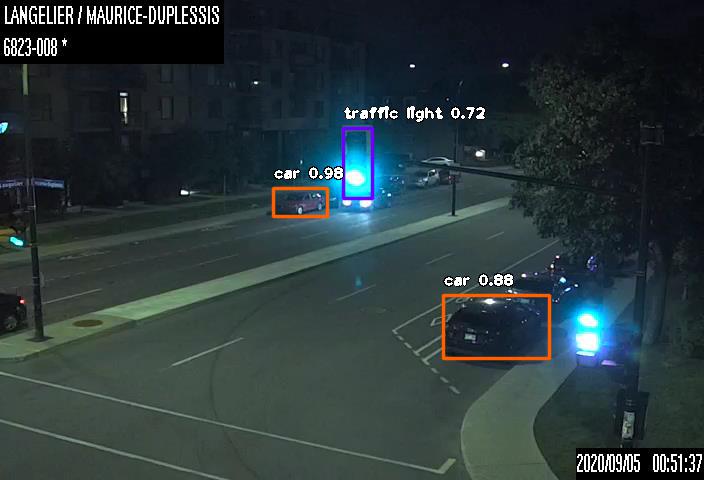 LANGELIER / MAURICE-DUPLESSIS
6823-008 *
traffic light 0.72
car 0.98
car 0.88
2020/09/05 00:51:37